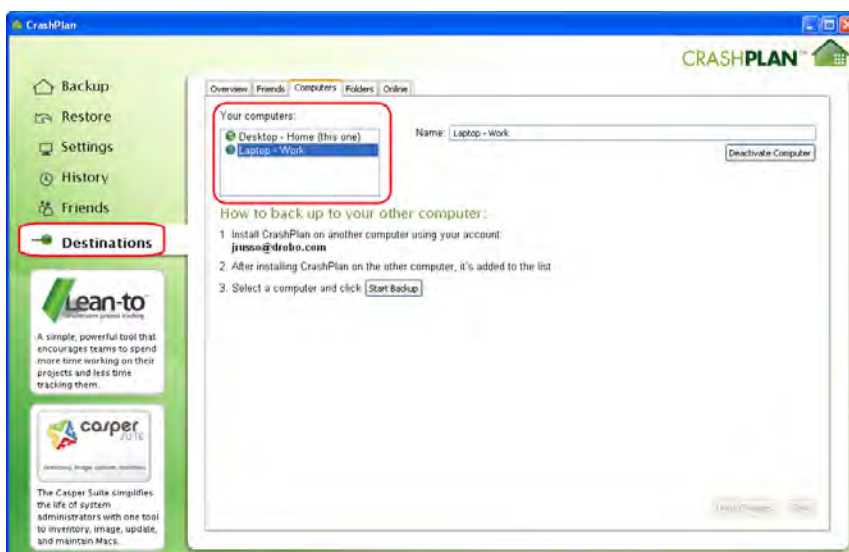 CrashPlan
CRASHPLAN™
Backup
Restore
Settings
History
Friends
Destinations
Overview Friends Computers Folders Online
Your computers:
Desktop - Home (this one)
Laptop - Work
Name: Laptop - Work
Deactivate Computer
How to back up to your other computer:
1 Install CrashPlan on another computer using your account:
jrusso@drobo.com
2. After installing CrashPlan on the other computer, it's added to the list
3. Select a computer and click Start Backup
Lean-to
A simple, powerful tool that
encourages teams to spend
more time working on their
projects and less time
tracking them.
casper
SUITE
The Casper Suite simplifies
the life of system
administrators with one tool
to inventory, image, update,
and maintain Macs.